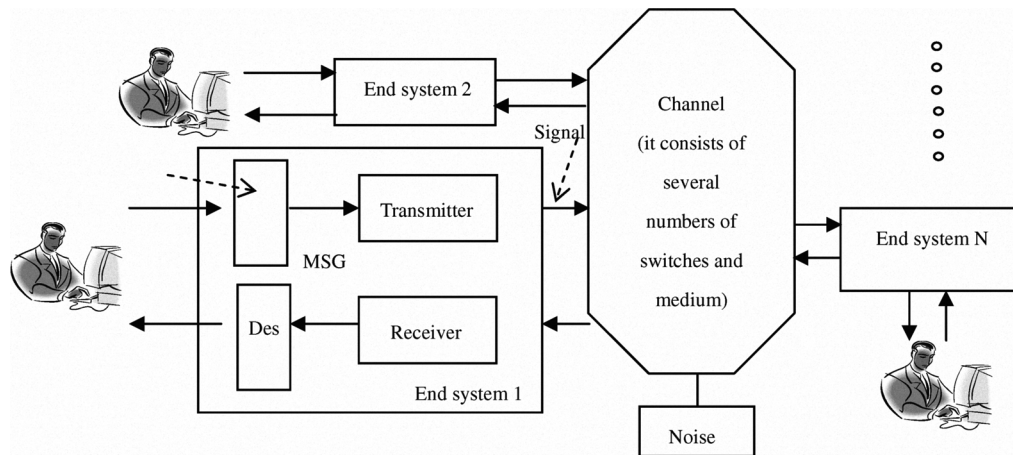 End system 2
Signal
Channel
(it consists of
several
numbers of
switches and
medium)
Transmitter
MSG
Des
Receiver
End system 1
End system N
Noise